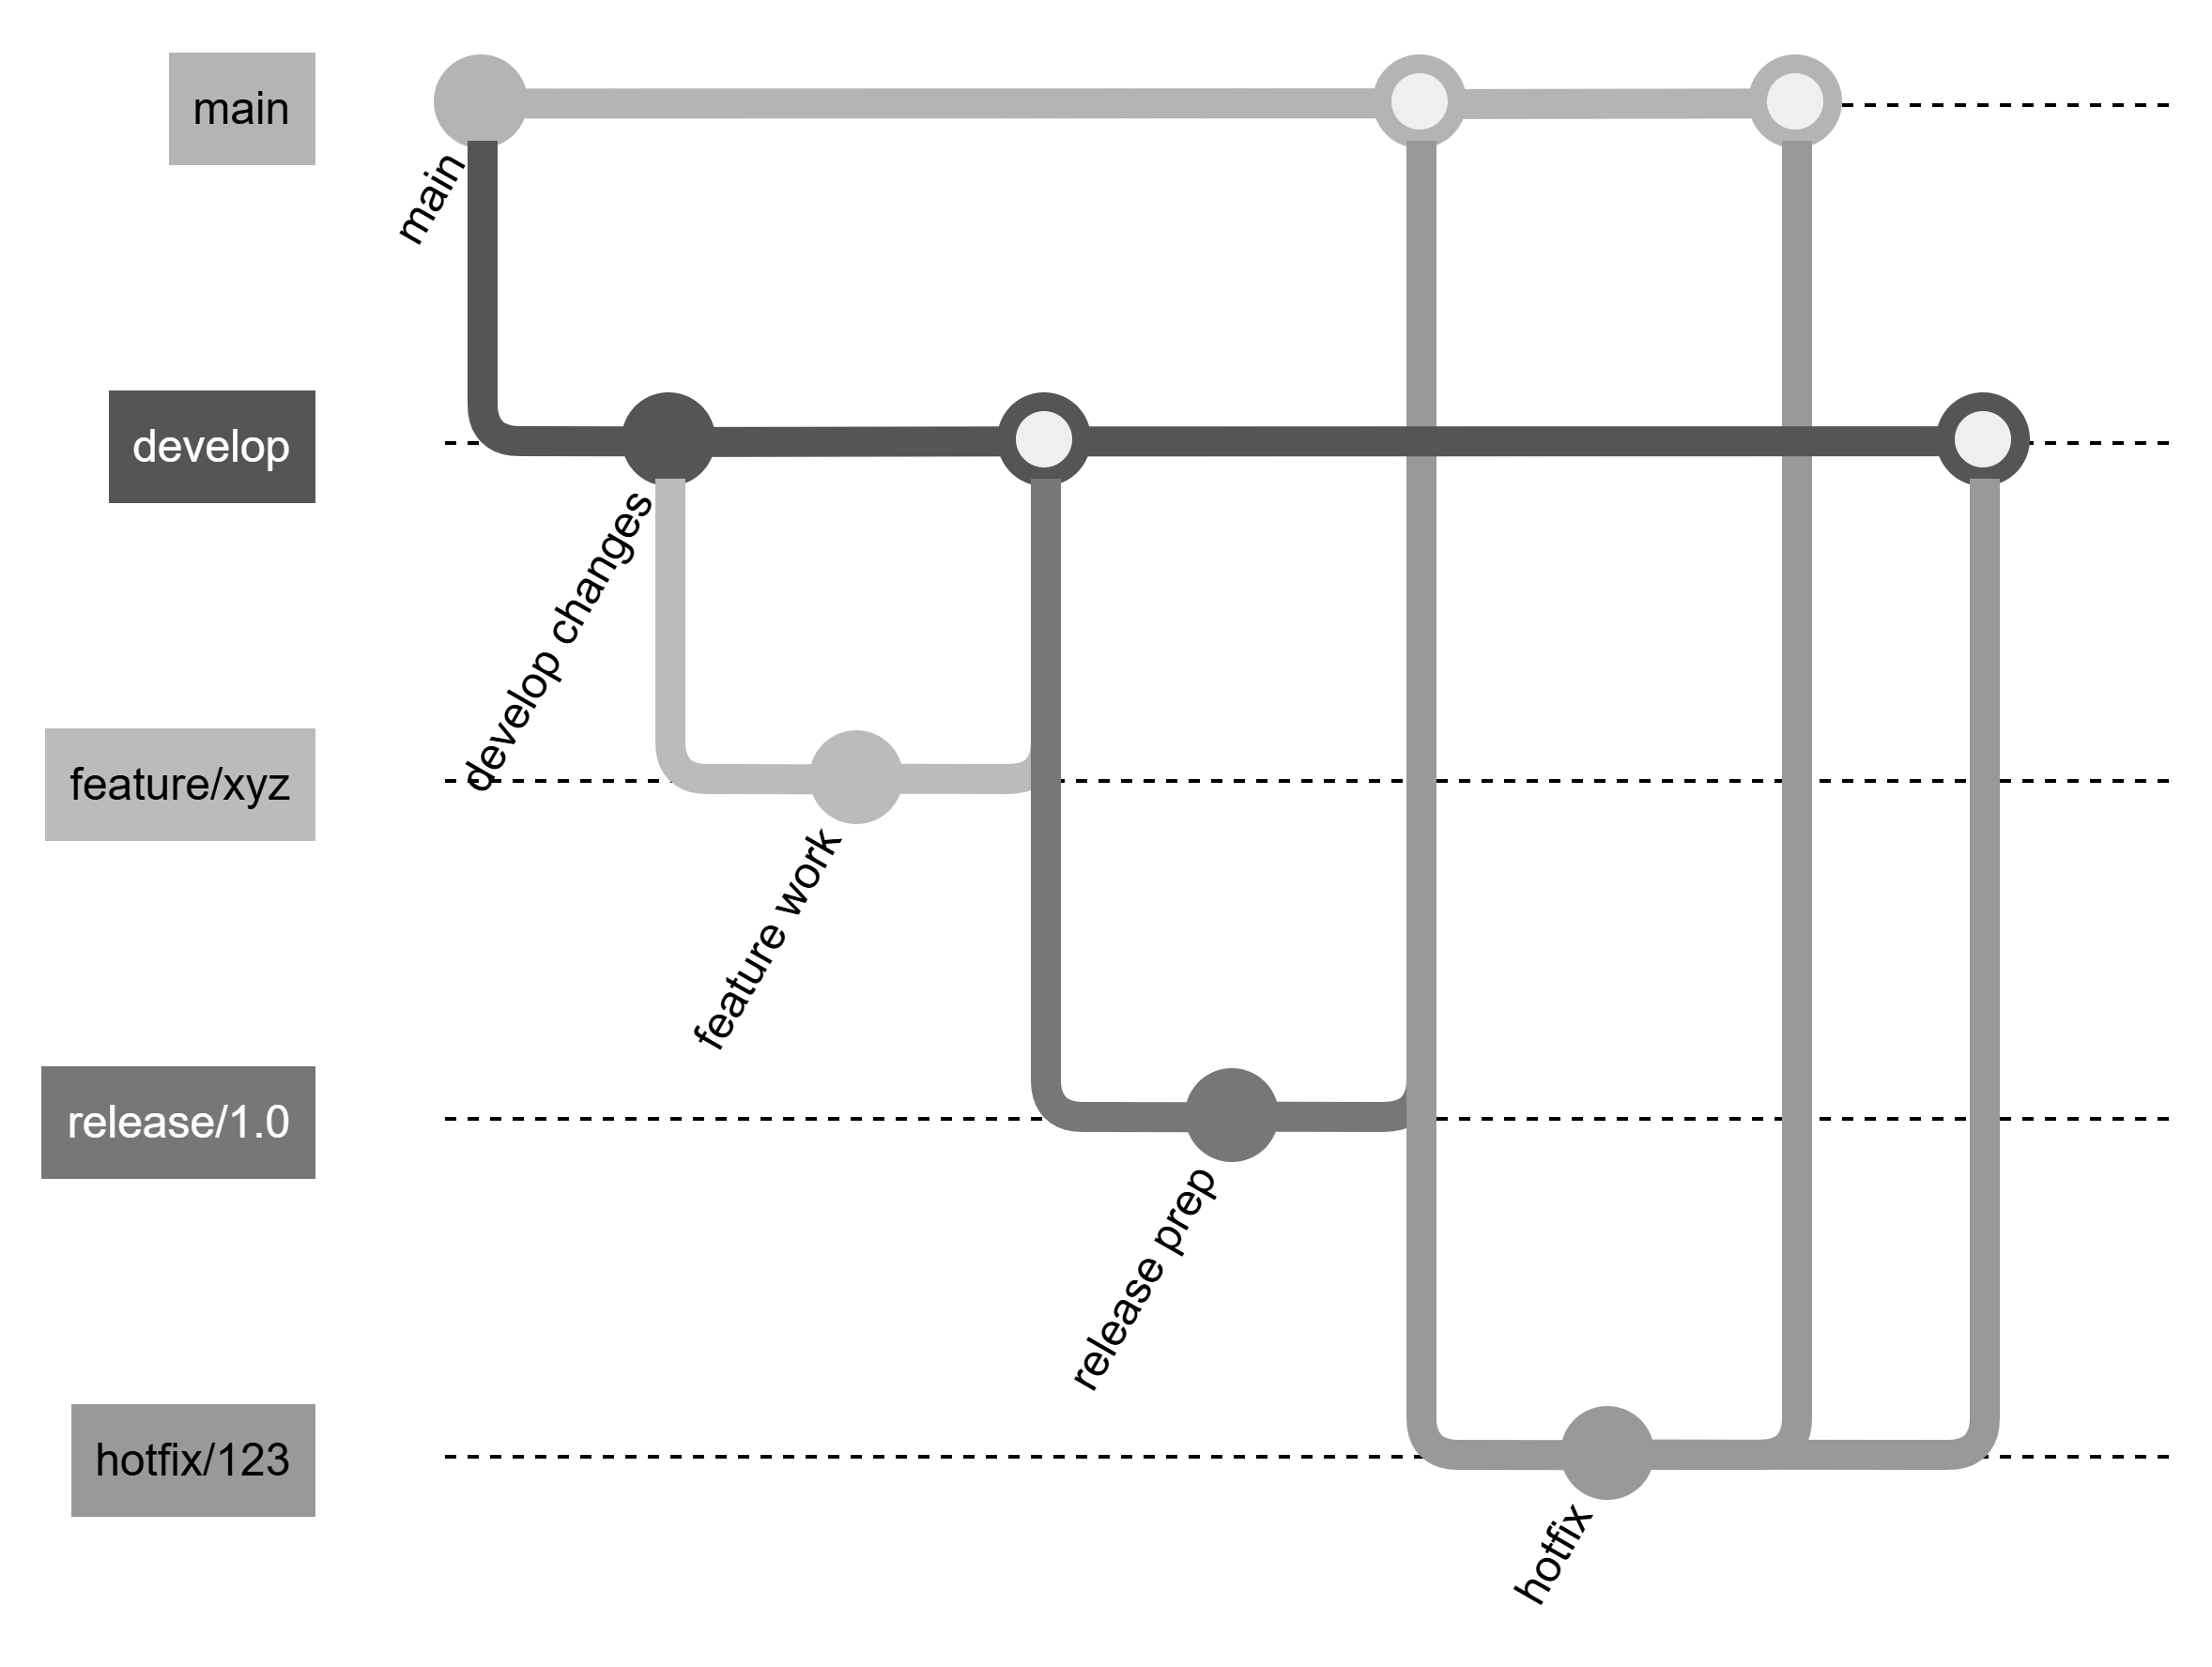 main
main
develop
develop changes
feature/xyz
feature work
release/1.0
release prep
hotfix/123
hotfix